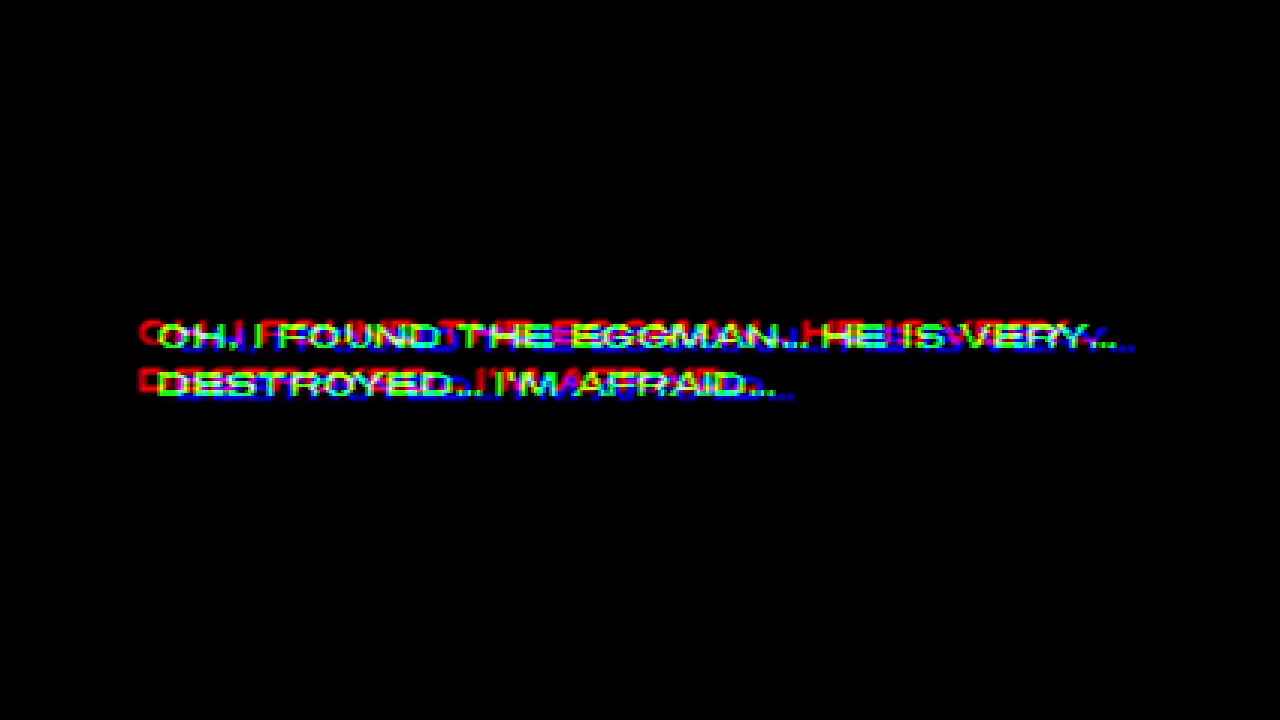 OH, I FOUND THE EGGMAN... HE IS VERY...
DESTROYED... I'M AFRAID...